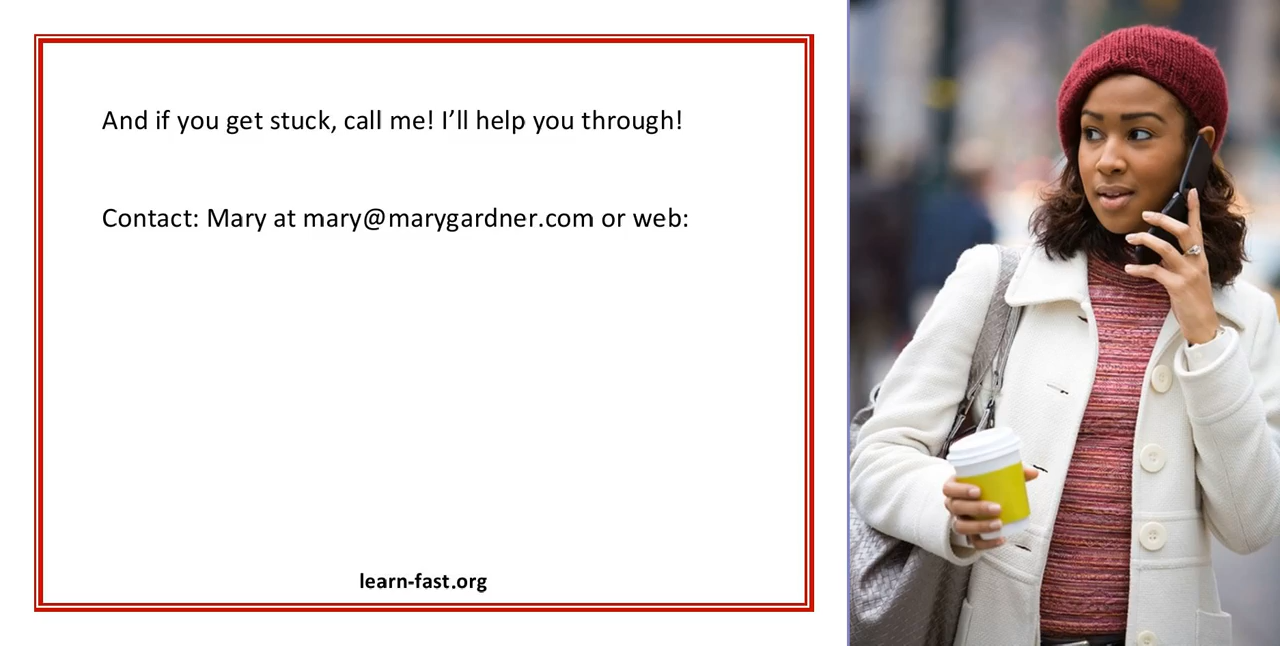 And if you get stuck, call me! I’ll help you through!
Contact: Mary at mary@marygardner.com or web:
learn-fast.org